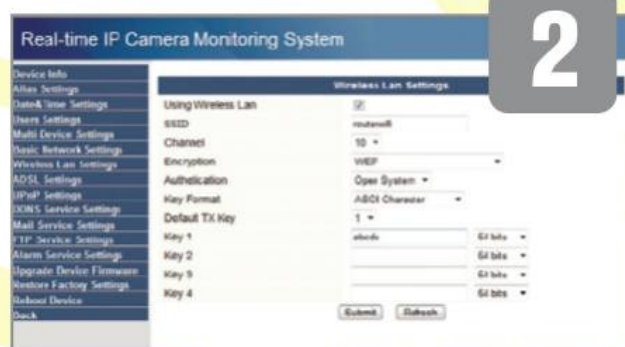 Real-time IP Camera Monitoring System
2
Device Info
Alias Settings
Date& Time Settings
Users Settings
Multi Device Settings
Basic Network Settings
Wireless Lan Settings
ADSL Settings
UPnP Settings
DDNS Service Settings
Mail Service Settings
FTP Service Settings
Alarm Service Settings
Upgrade Device Firmware
Restore Factory Settings
Reboot Device
Back
Wireless Lan Settings
Using Wireless Lan
SSID
Channel 10
Encryption WEP
Authetication Open System
Key Format ASCII Character
Default TX Key 1
Key 1 abcde 64 bits
Key 2 64 bits
Key 3 64 bits
Key 4 64 bits
Submit Refresh